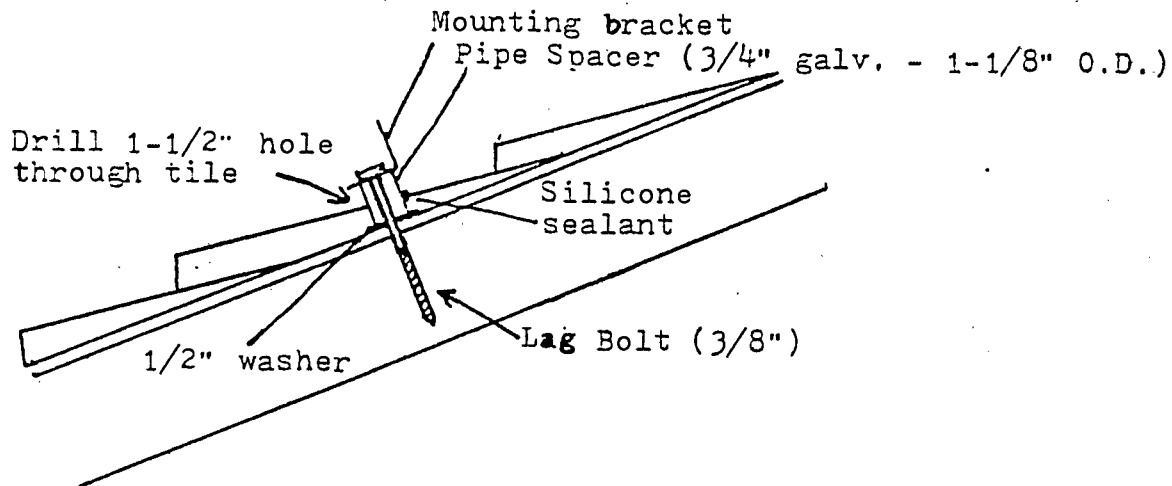 Mounting bracket
Pipe Spacer (3/4" galv. - 1-1/8" O.D.)
Drill 1-1/2" hole
through tile
Silicone
sealant
Lag Bolt (3/8")
1/2" washer